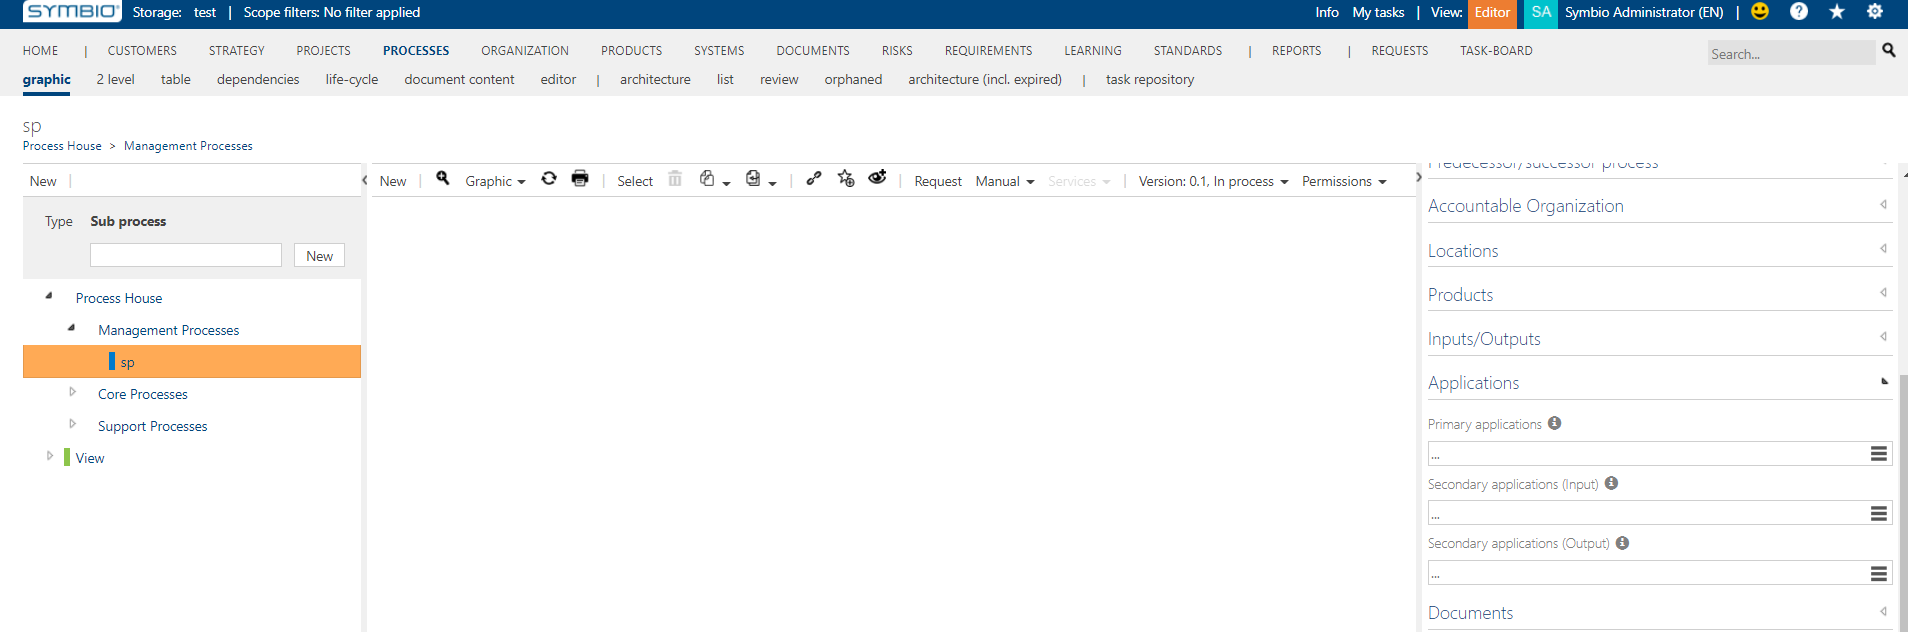 SYMBIO Storage: test | Scope filters: No filter applied Info My tasks | View: Editor SA Symbio Administrator (EN) |
HOME | CUSTOMERS STRATEGY PROJECTS PROCESSES ORGANIZATION PRODUCTS SYSTEMS DOCUMENTS RISKS REQUIREMENTS LEARNING STANDARDS | REPORTS | REQUESTS TASK-BOARD Search...
graphic 2 level table dependencies life-cycle document content editor | architecture list review orphaned architecture (incl. expired) | task repository
sp
Process House > Management Processes
New
Type Sub process
New
Process House
Management Processes
sp
Core Processes
Support Processes
View
New Graphic Select Request Manual Services Version: 0.1, In process Permissions
Predecessor/successor process
Accountable Organization
Locations
Products
Inputs/Outputs
Applications
Primary applications
...
Secondary applications (Input)
...
Secondary applications (Output)
...
Documents